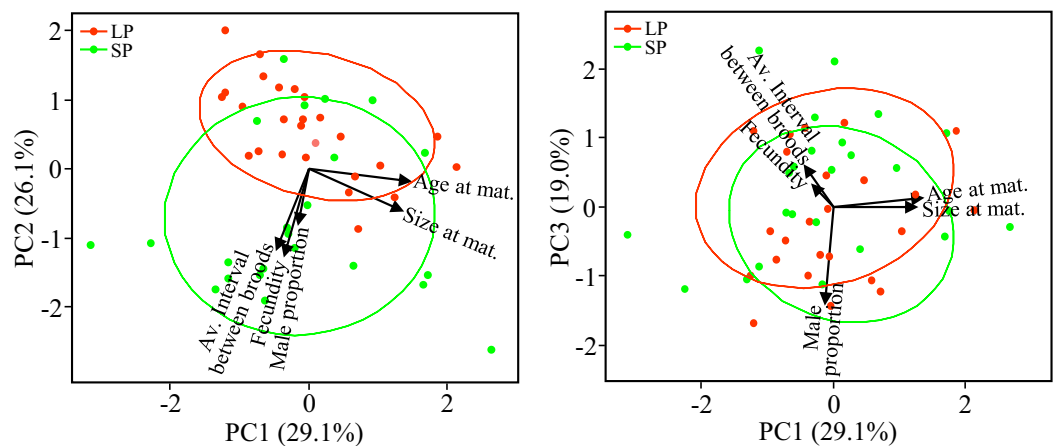 LP
SP
2
1
0
-1
-2
PC2 (26.1%)
Age at mat.
Size at mat.
Av. Interval
between broods
Fecundity
Male proportion
-2
0
2
PC1 (29.1%)
LP
SP
2
1
0
-1
-2
PC3 (19.0%)
Av. Interval
between broods
Fecundity
Age at mat.
Size at mat.
Male
proportion
-2
0
2
PC1 (29.1%)